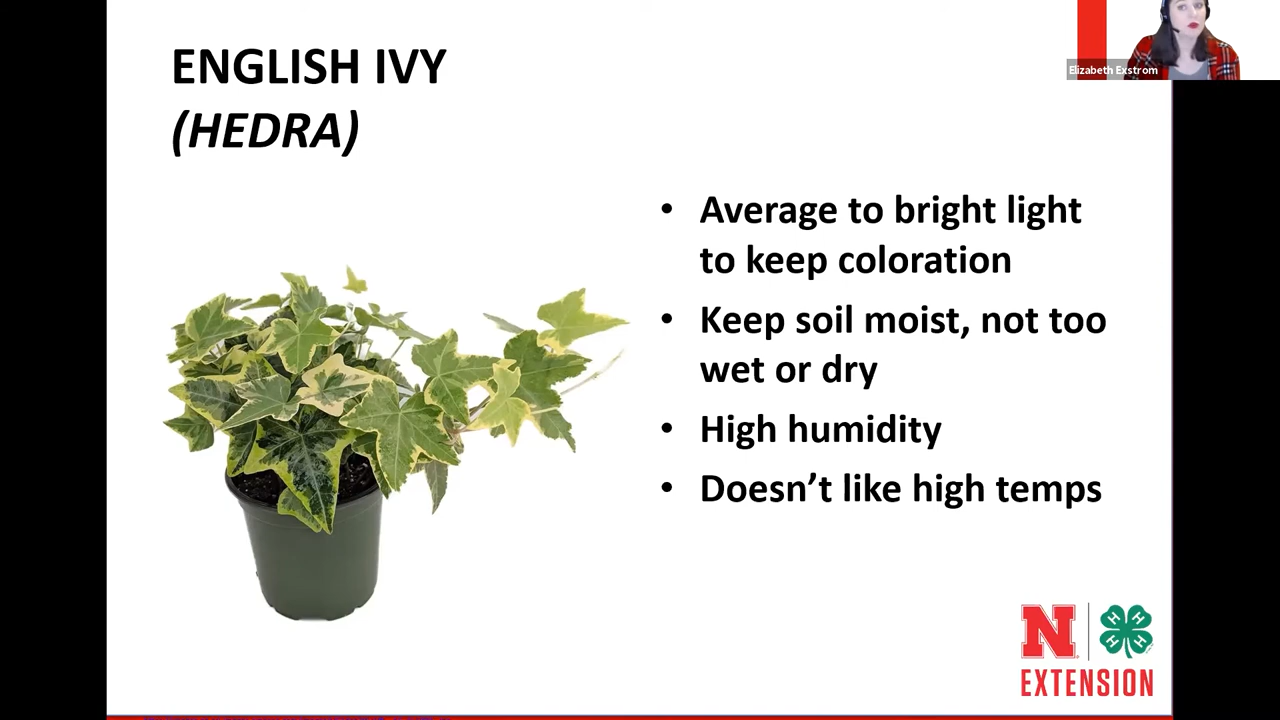 ENGLISH IVY
(HEDRA)
Elizabeth Exstrom
• Average to bright light
to keep coloration
• Keep soil moist, not too
wet or dry
• High humidity
• Doesn’t like high temps
N
H H H H
EXTENSION